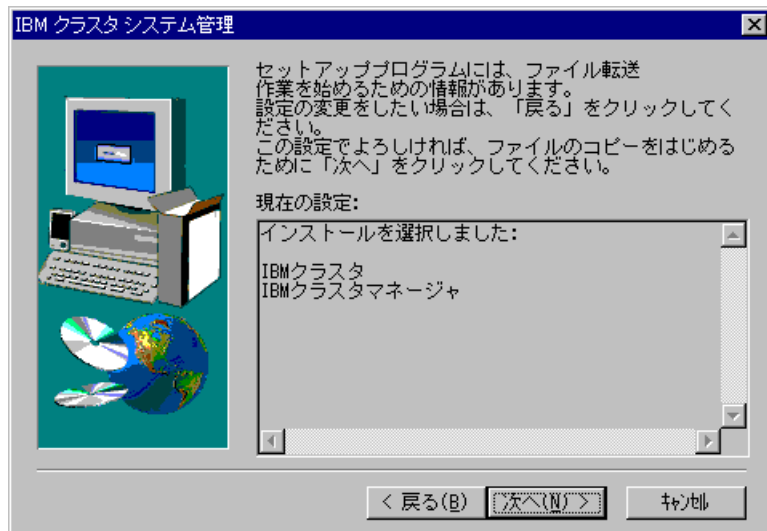 IBM クラスタ システム管理
セットアッププログラムには、ファイル転送
作業を始めるための情報があります。
設定の変更をしたい場合は、「戻る」をクリックしてく
ださい。
この設定でよろしければ、ファイルのコピーをはじめる
ために「次へ」をクリックしてください。
現在の設定:
インストールを選択しました:
IBMクラスタ
IBMクラスタマネージャ
< 戻る(B)
次へ(N) >
ｷｬﾝｾﾙ